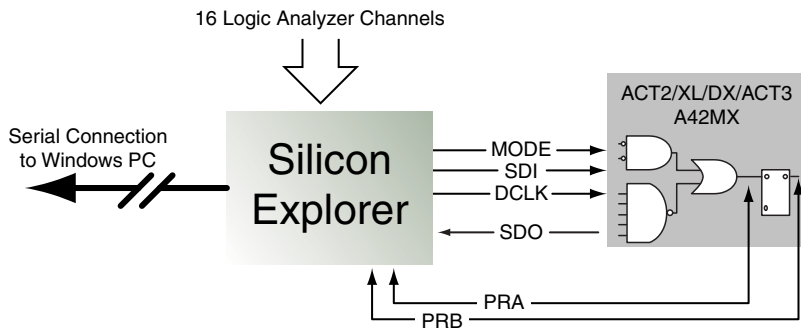 16 Logic Analyzer Channels
Serial Connection
to Windows PC
Silicon
Explorer
MODE
SDI
DCLK
SDO
ACT2/XL/DX/ACT3
A42MX
PRA
PRB